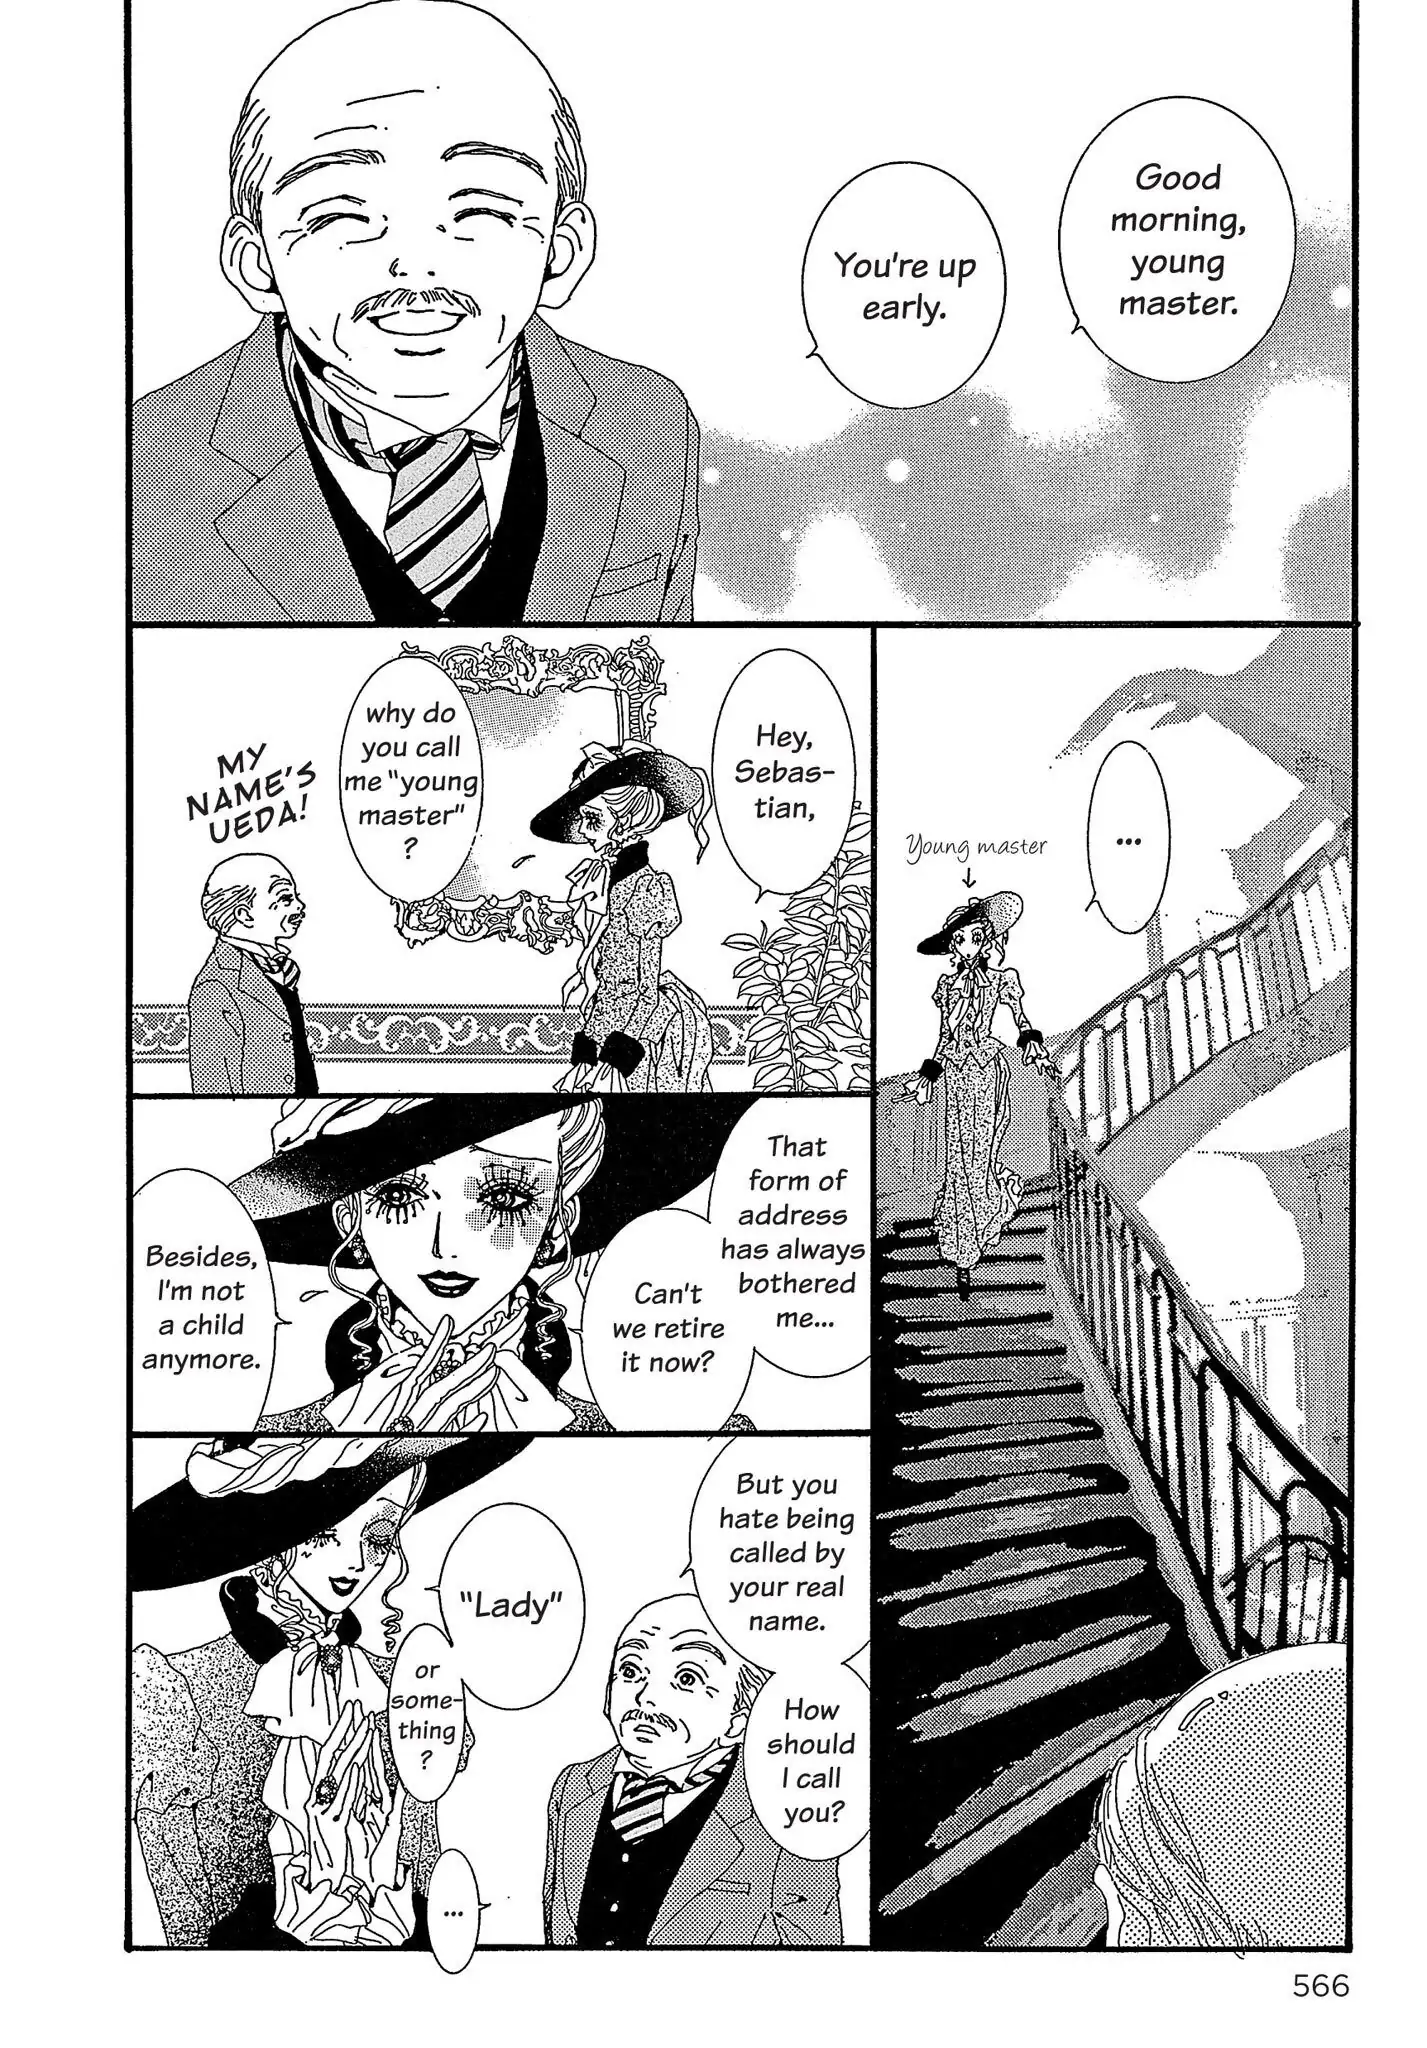 Good
morning,
young
master.
You're up
early.
...
Young master
Hey,
Sebas-
tian,
why do
you call
me "young
master"
?
MY
NAME'S
UEDA!
That
form of
address
has always
bothered
me...
Can't
we retire
it now?
Besides,
I'm not
a child
anymore.
But you
hate being
called by
your real
name.
How
should
I call
you?
"Lady"
or
some-
thing
?
...
566